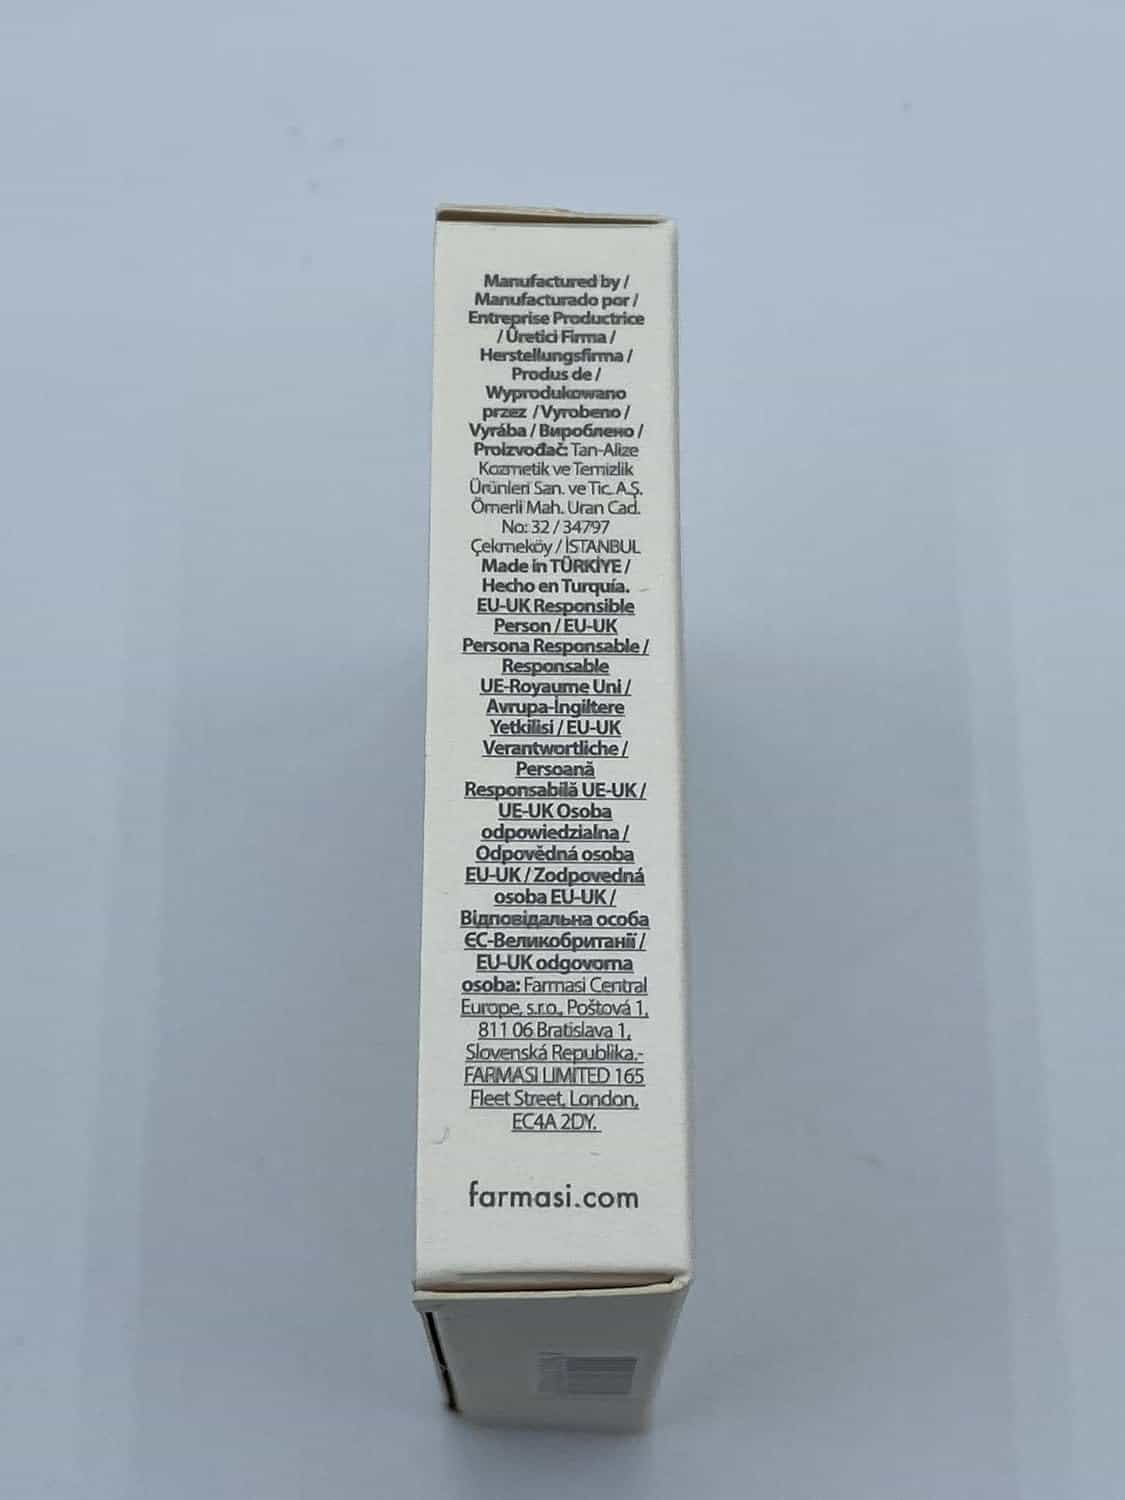 Manufactured by /
Manufacturado por /
Entreprise Productrice
/ Üretici Firma /
Herstellungsfirma /
Produs de /
Wyprodukowano
przez / Vyrobeno /
Vyrába / Вироблено /
Proizvođač: Tan-Alize
Kozmetik ve Temizlik
Ürünleri San. ve Tic. A.Ş.
Ömerli Mah. Uran Cad.
No: 32 / 34797
Çekmeköy / İSTANBUL
Made in TÜRKİYE /
Hecho en Turquía.
EU-UK Responsible
Person / EU-UK
Persona Responsable /
Responsable
UE-Royaume Uni /
Avrupa-İngiltere
Yetkilisi / EU-UK
Verantwortliche /
Persoană
Responsabilă UE-UK /
UE-UK Osoba
odpowiedzialna /
Odpovědná osoba
EU-UK / Zodpovedná
osoba EU-UK /
Відповідальна особа
ЄС-Великобританії /
EU-UK odgovorna
osoba: Farmasi Central
Europe, s.r.o., Poštová 1,
811 06 Bratislava 1,
Slovenská Republika.-
FARMASI LIMITED 165
Fleet Street, London,
EC4A 2DY.
farmasi.com